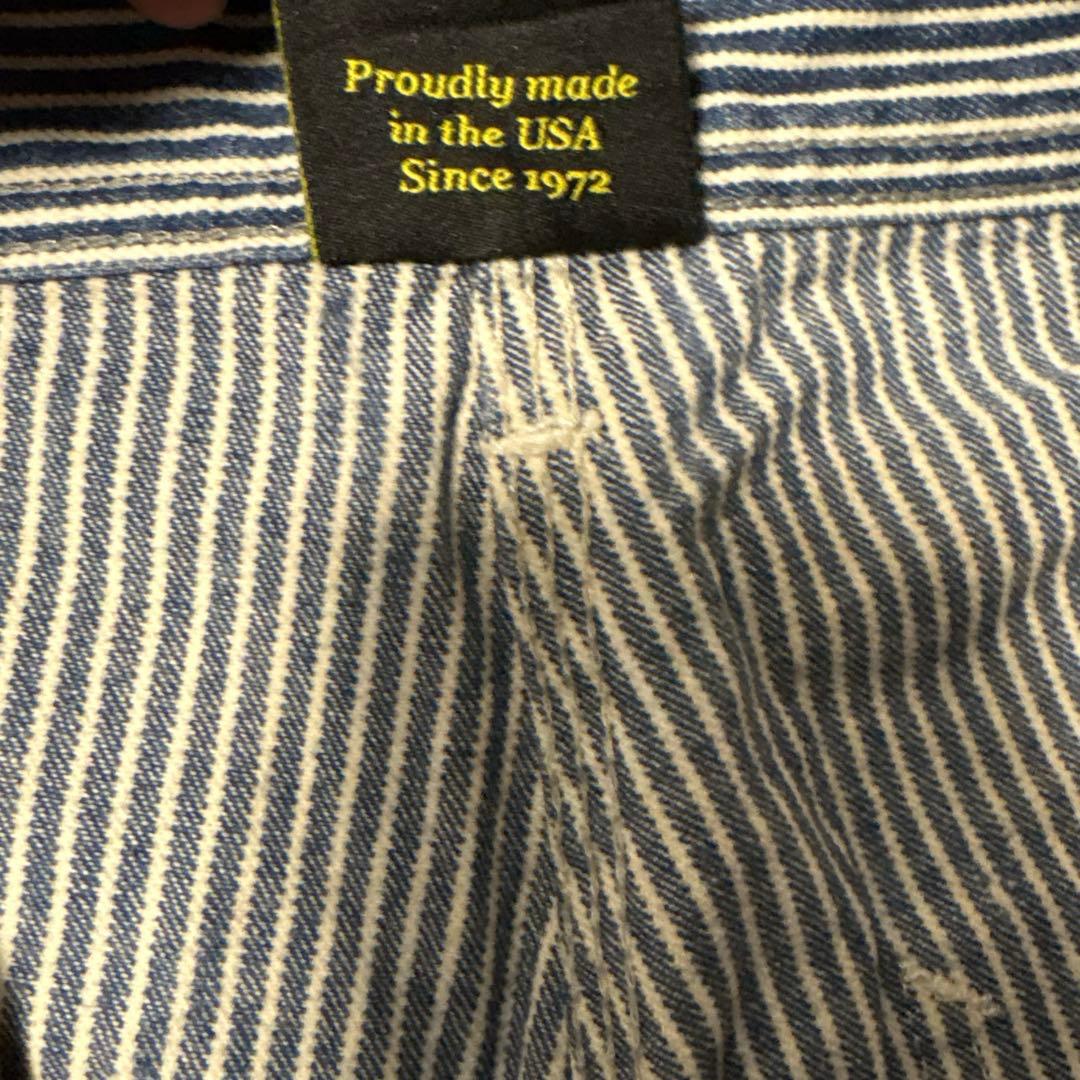 Proudly made
in the USA
Since 1972